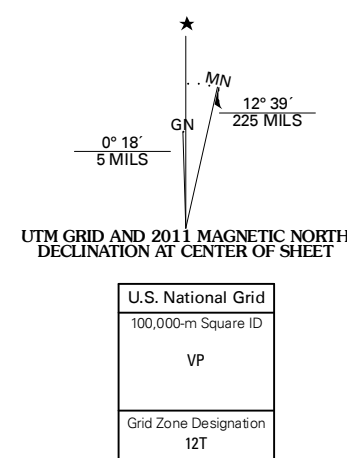 MN
GN
12° 39´
225 MILS
0° 18´
5 MILS
UTM GRID AND 2011 MAGNETIC NORTH
DECLINATION AT CENTER OF SHEET
U.S. National Grid
100,000-m Square ID
VP
Grid Zone Designation
12T